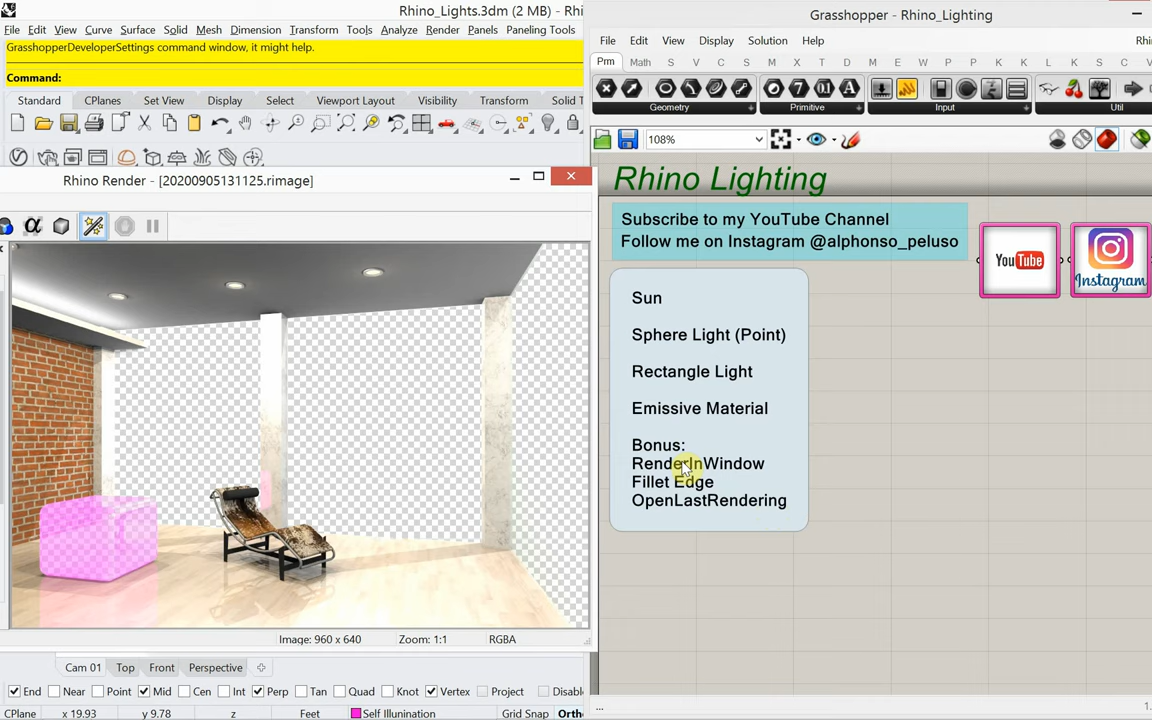 Rhino_Lights.3dm (2 MB) - Rhi
File Edit View Curve Surface Solid Mesh Dimension Transform Tools Analyze Render Panels Paneling Tools
GrasshopperDeveloperSettings command window, it might help.
Command:
Standard CPlanes Set View Display Select Viewport Layout Visibility Transform Solid T
Rhino Render - [20200905131125.rimage]
α
Image: 960 x 640 Zoom: 1:1 RGBA
Cam 01 Top Front Perspective
End Near Point Mid Cen Int Perp Tan Quad Knot Vertex Project Disable
CPlane x 19.93 y 9.78 z Feet Self Illumination Grid Snap Ortho
Grasshopper - Rhino_Lighting
File Edit View Display Solution Help Rhi
Prm Math S V C S M T I D A M E W D A M P K K L K S C V
Geometry Primitive Input Util
108%
Rhino Lighting
Subscribe to my YouTube Channel
Follow me on Instagram @alphonso_peluso
YouTube
Instagram
Sun
Sphere Light (Point)
Rectangle Light
Emissive Material
Bonus:
RenderInWindow
Fillet Edge
OpenLastRendering
...
1.